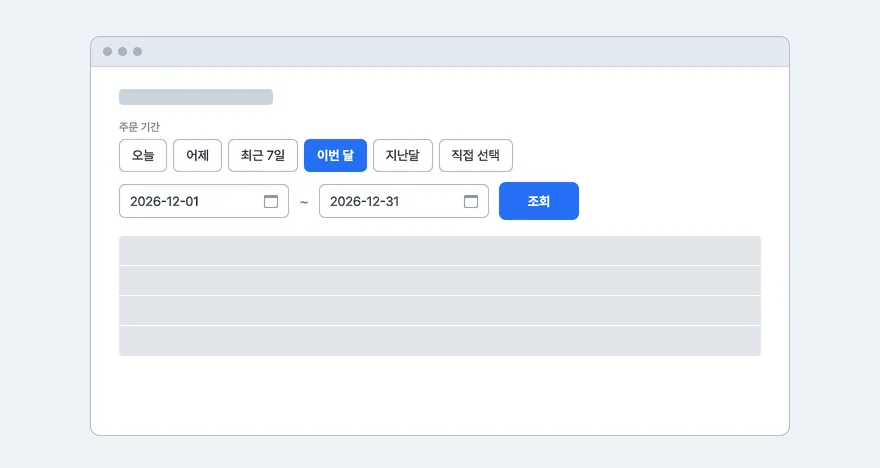 주문 기간
오늘 어제 최근 7일 이번 달 지난달 직접 선택
2026-12-01 ~ 2026-12-31 조회